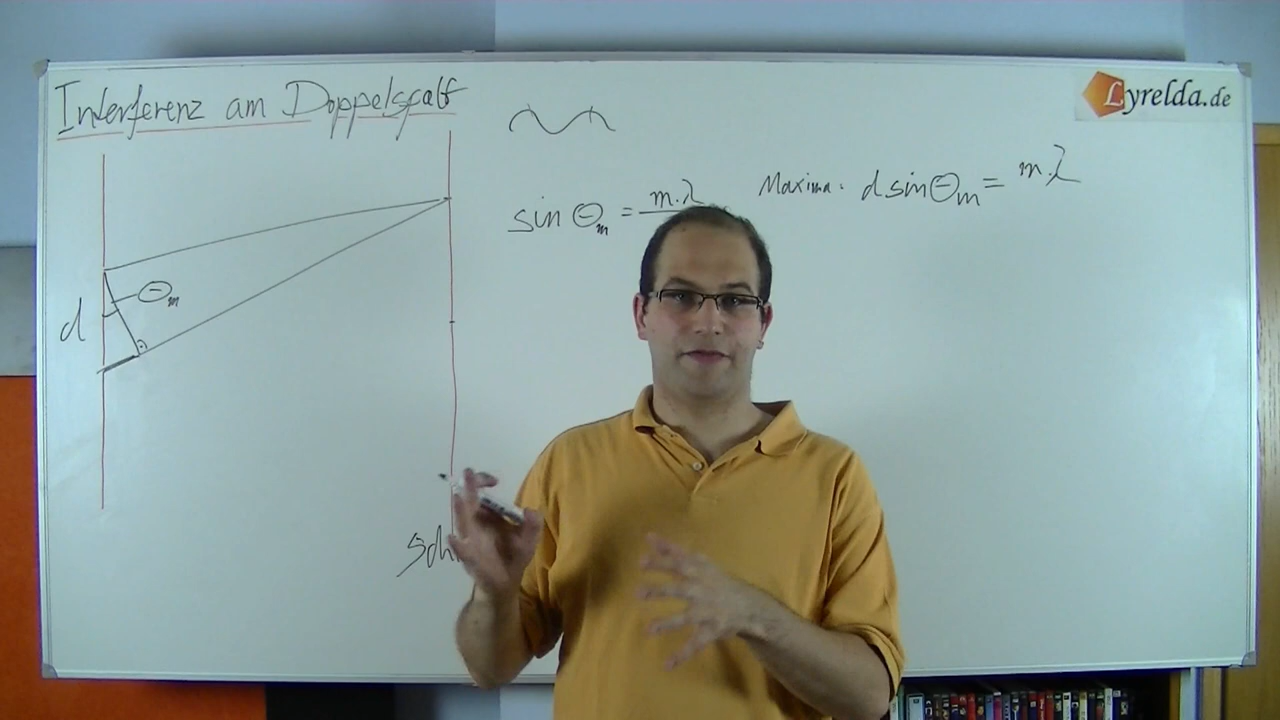 Interferenz am Doppelspalt
Lyrelda.de
sin Θm = m·λ
Maxima: d sin Θm = m·λ
Θm
d